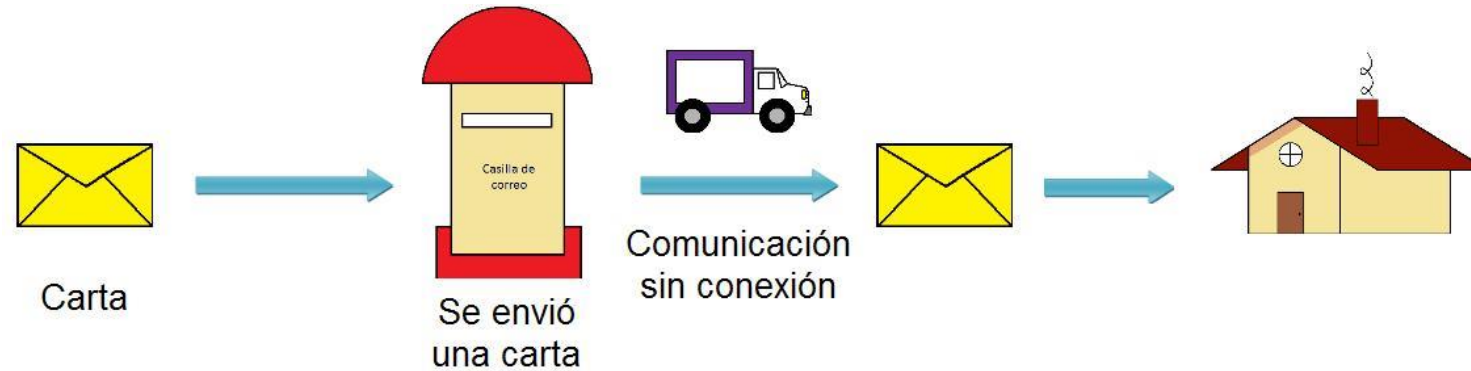 Casilla de
correo
Carta
Se envió
una carta
Comunicación
sin conexión